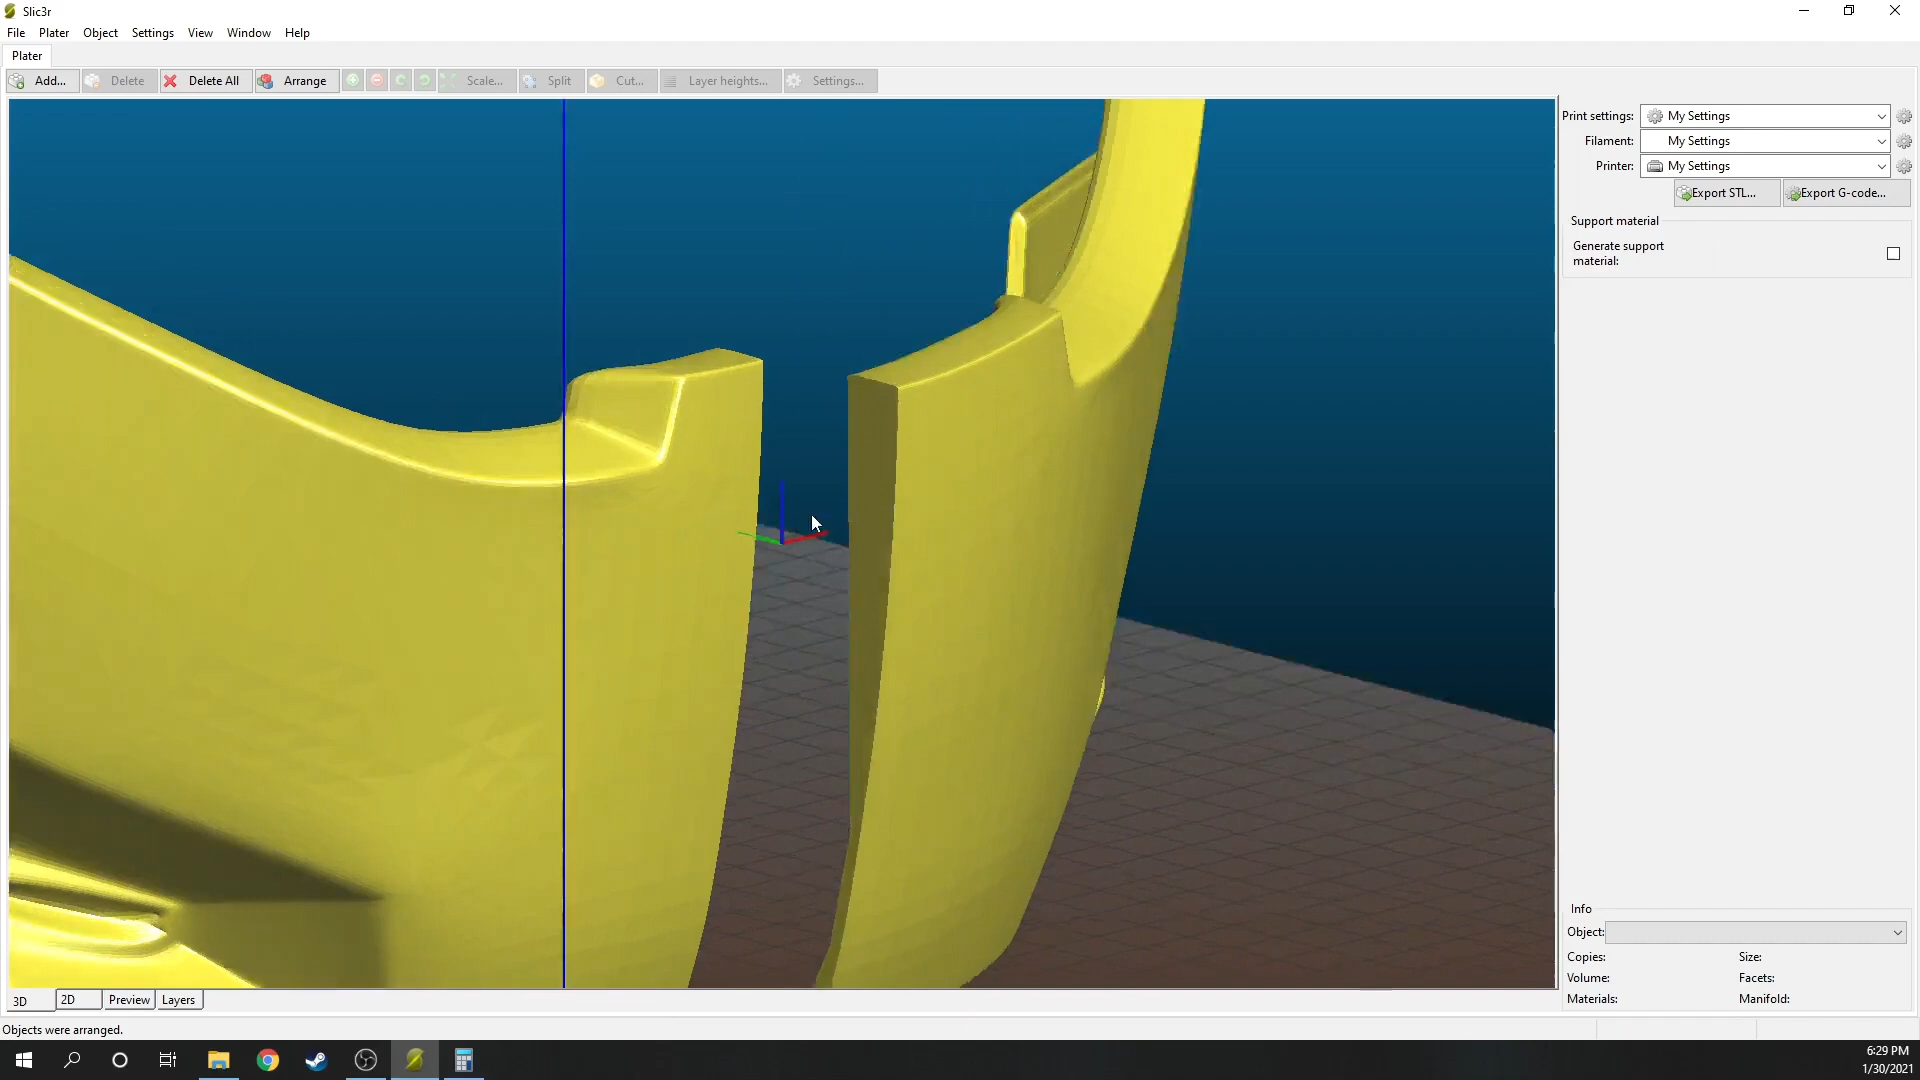 Slic3r
File Plater Object Settings View Window Help
Plater
Add... Delete Delete All Arrange Scale... Split Cut... Layer heights... Settings...
Print settings: My Settings
Filament: My Settings
Printer: My Settings
Export STL... Export G-code...
Support material
Generate support
material:
Info
Object:
Copies: Size:
Volume: Facets:
Materials: Manifold:
3D 2D Preview Layers
Objects were arranged.
6:29 PM
1/30/2021